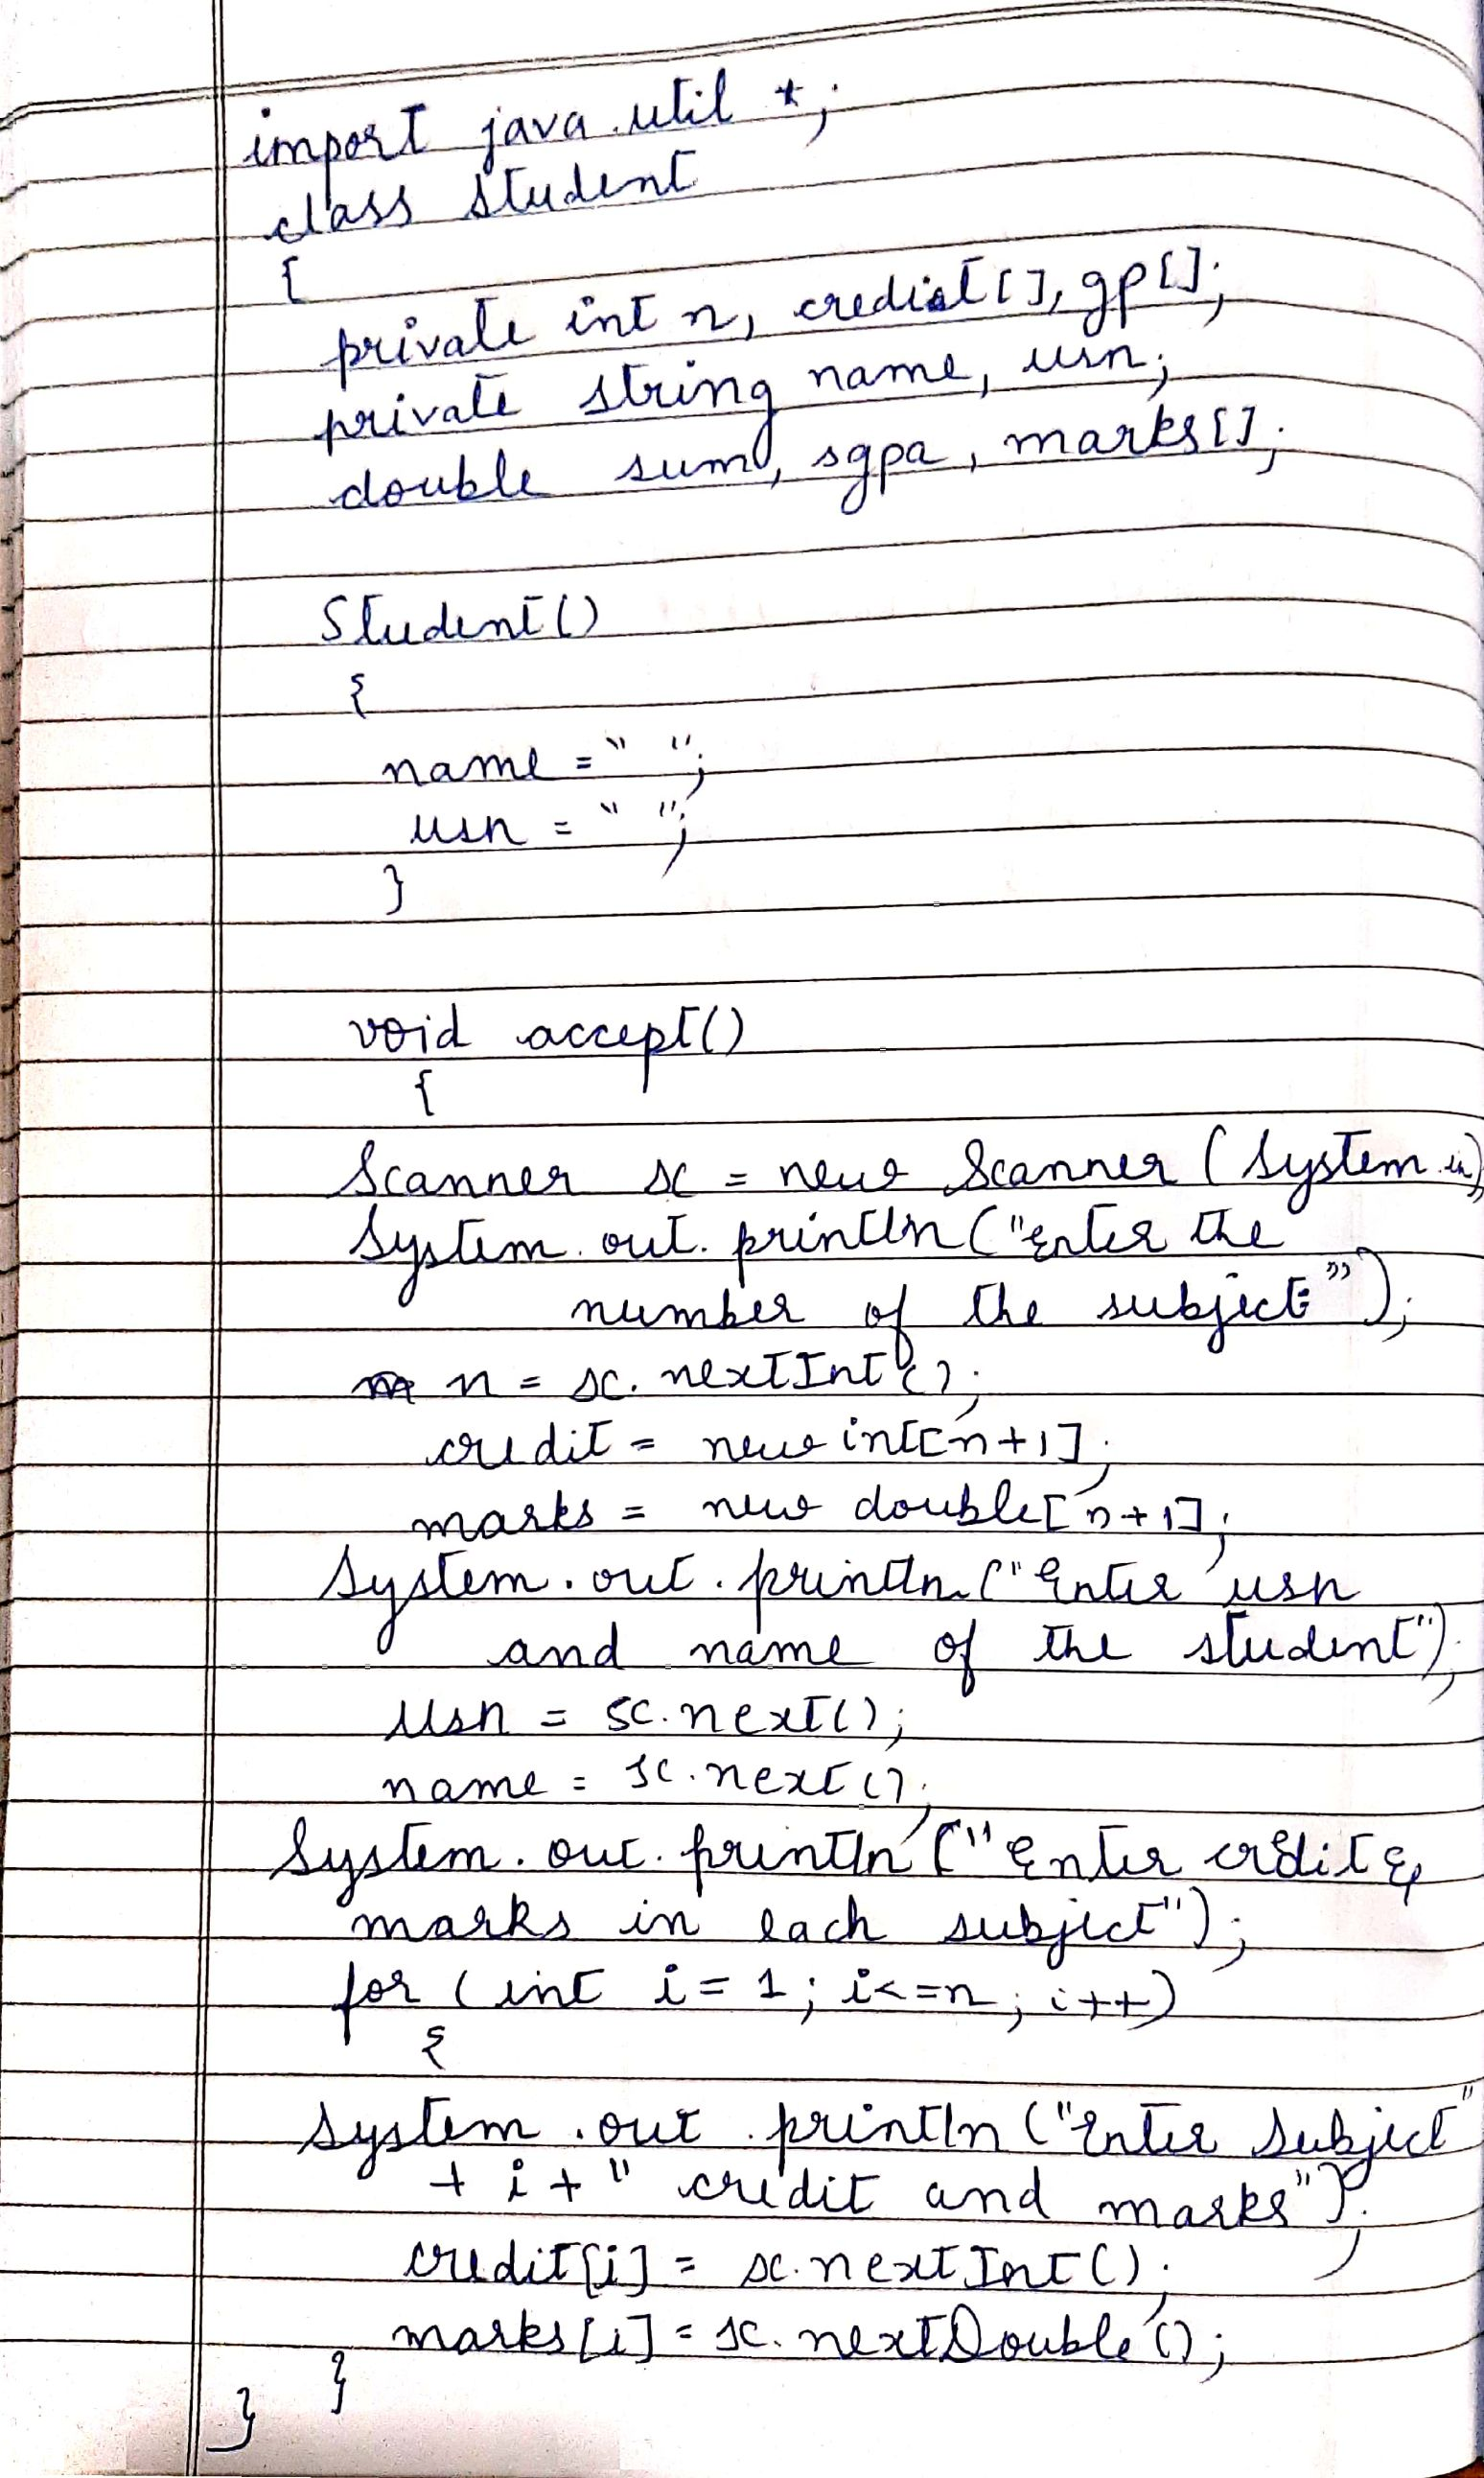 import java.util *;
class Student
{
private int n, credit[], gp[];
private string name, usn;
double sum, sgpa, marks[];
Student()
{
name = " ";
usn = " ";
}
void accept()
{
Scanner sc = new Scanner (System.in)
System.out.println ("Enter the
number of the subject:");
n = sc.nextInt();
credit = new int[n+1];
marks = new double[n+1];
System.out.println ("Enter usn
and name of the student");
usn = sc.next();
name = sc.next();
System.out.println ("Enter credit &
marks in each subject");
for (int i = 1; i<=n; i++)
{
System.out.println ("Enter Subject"
+ i + " credit and marks");
credit[i] = sc.nextInt();
marks[i] = sc.nextDouble();
}
}